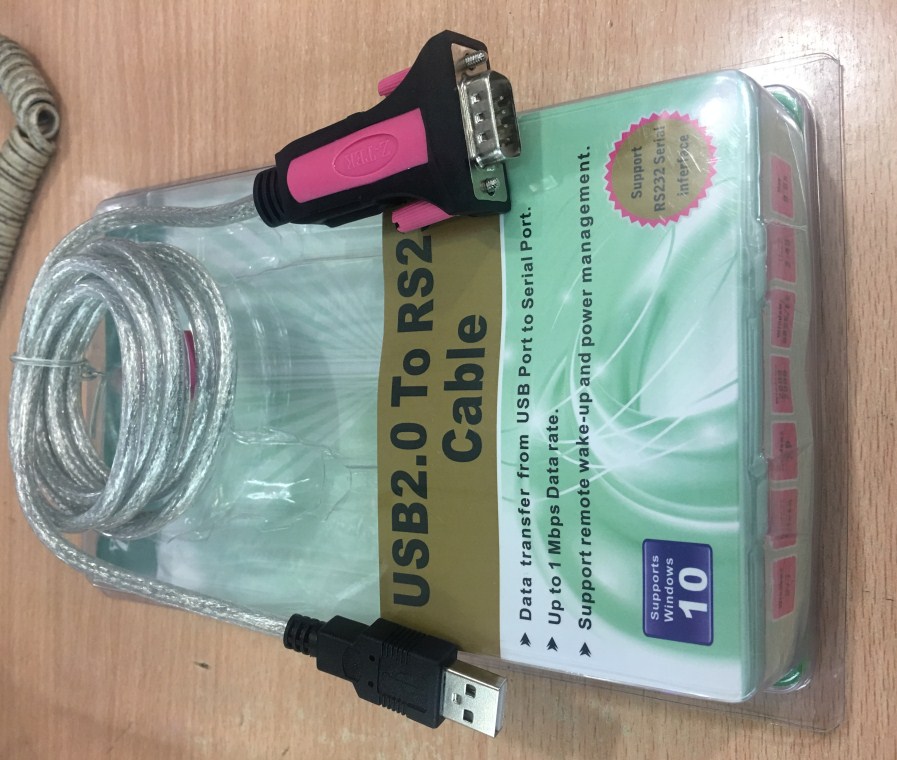 USB2.0 To RS2
Cable
Data transfer from USB Port to Serial Port.
Up to 1 Mbps Data rate.
Support remote wake-up and power management.
Support
RS232 Serial
interface
Supports
Windows
10